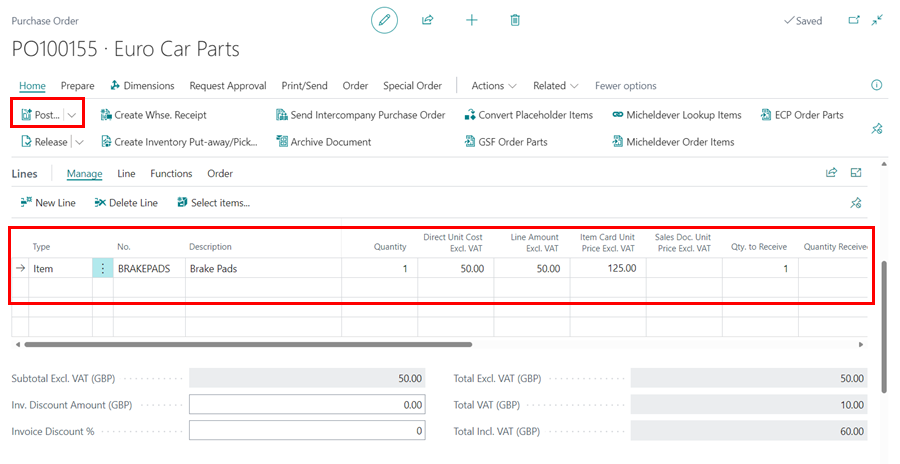 Purchase Order
Saved
PO100155 · Euro Car Parts
Home Prepare Dimensions Request Approval Print/Send Order Special Order Actions Related Fewer options
Post... Create Whse. Receipt Send Intercompany Purchase Order Convert Placeholder Items Micheldever Lookup Items ECP Order Parts
Release Create Inventory Put-away/Pick... Archive Document GSF Order Parts Micheldever Order Items
Lines Manage Line Functions Order
New Line Delete Line Select items...
Direct Unit Cost Line Amount Item Card Unit Sales Doc. Unit
Type No. Description Quantity Excl. VAT Excl. VAT Price Excl. VAT Price Excl. VAT Qty. to Receive Quantity Receive
Item BRAKEPADS Brake Pads 1 50.00 50.00 125.00 1
Subtotal Excl. VAT (GBP) 50.00 Total Excl. VAT (GBP) 50.00
Inv. Discount Amount (GBP) 0.00 Total VAT (GBP) 10.00
Invoice Discount % 0 Total Incl. VAT (GBP) 60.00